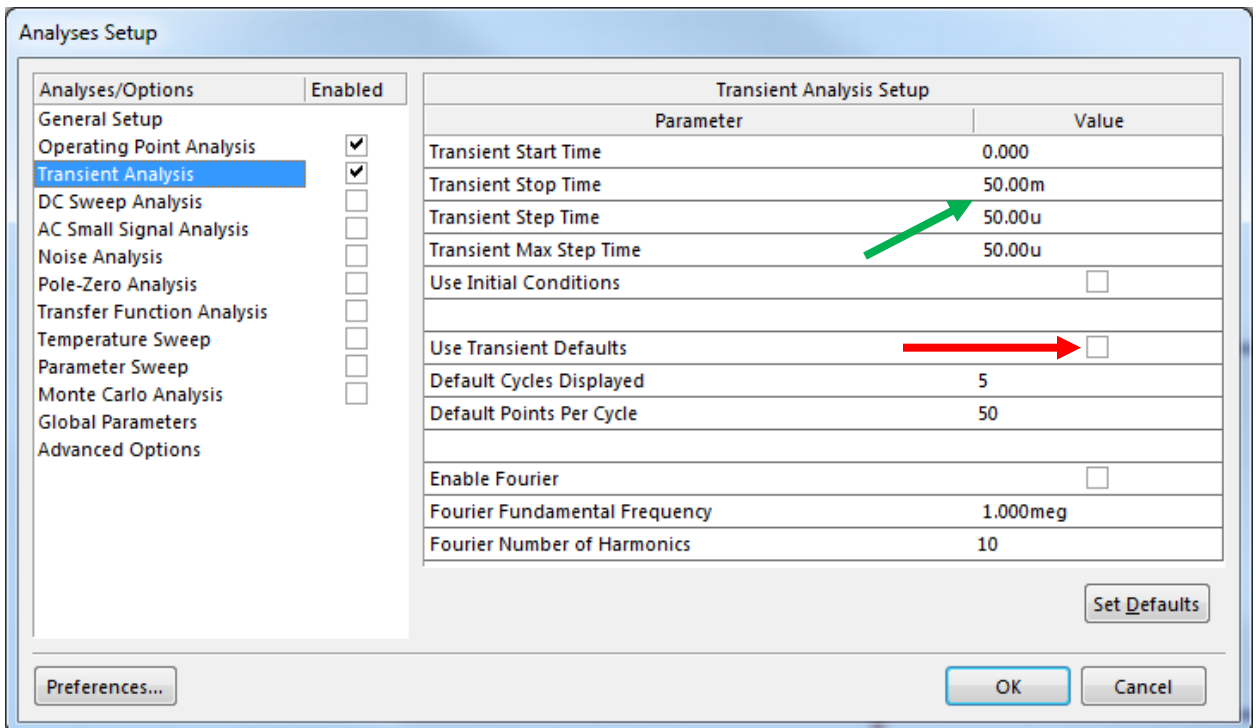 Analyses Setup
Analyses/Options Enabled
General Setup
Operating Point Analysis
Transient Analysis
DC Sweep Analysis
AC Small Signal Analysis
Noise Analysis
Pole-Zero Analysis
Transfer Function Analysis
Temperature Sweep
Parameter Sweep
Monte Carlo Analysis
Global Parameters
Advanced Options
Transient Analysis Setup
Parameter Value
Transient Start Time 0.000
Transient Stop Time 50.00m
Transient Step Time 50.00u
Transient Max Step Time 50.00u
Use Initial Conditions
Use Transient Defaults
Default Cycles Displayed 5
Default Points Per Cycle 50
Enable Fourier
Fourier Fundamental Frequency 1.000meg
Fourier Number of Harmonics 10
Set Defaults
Preferences... OK Cancel